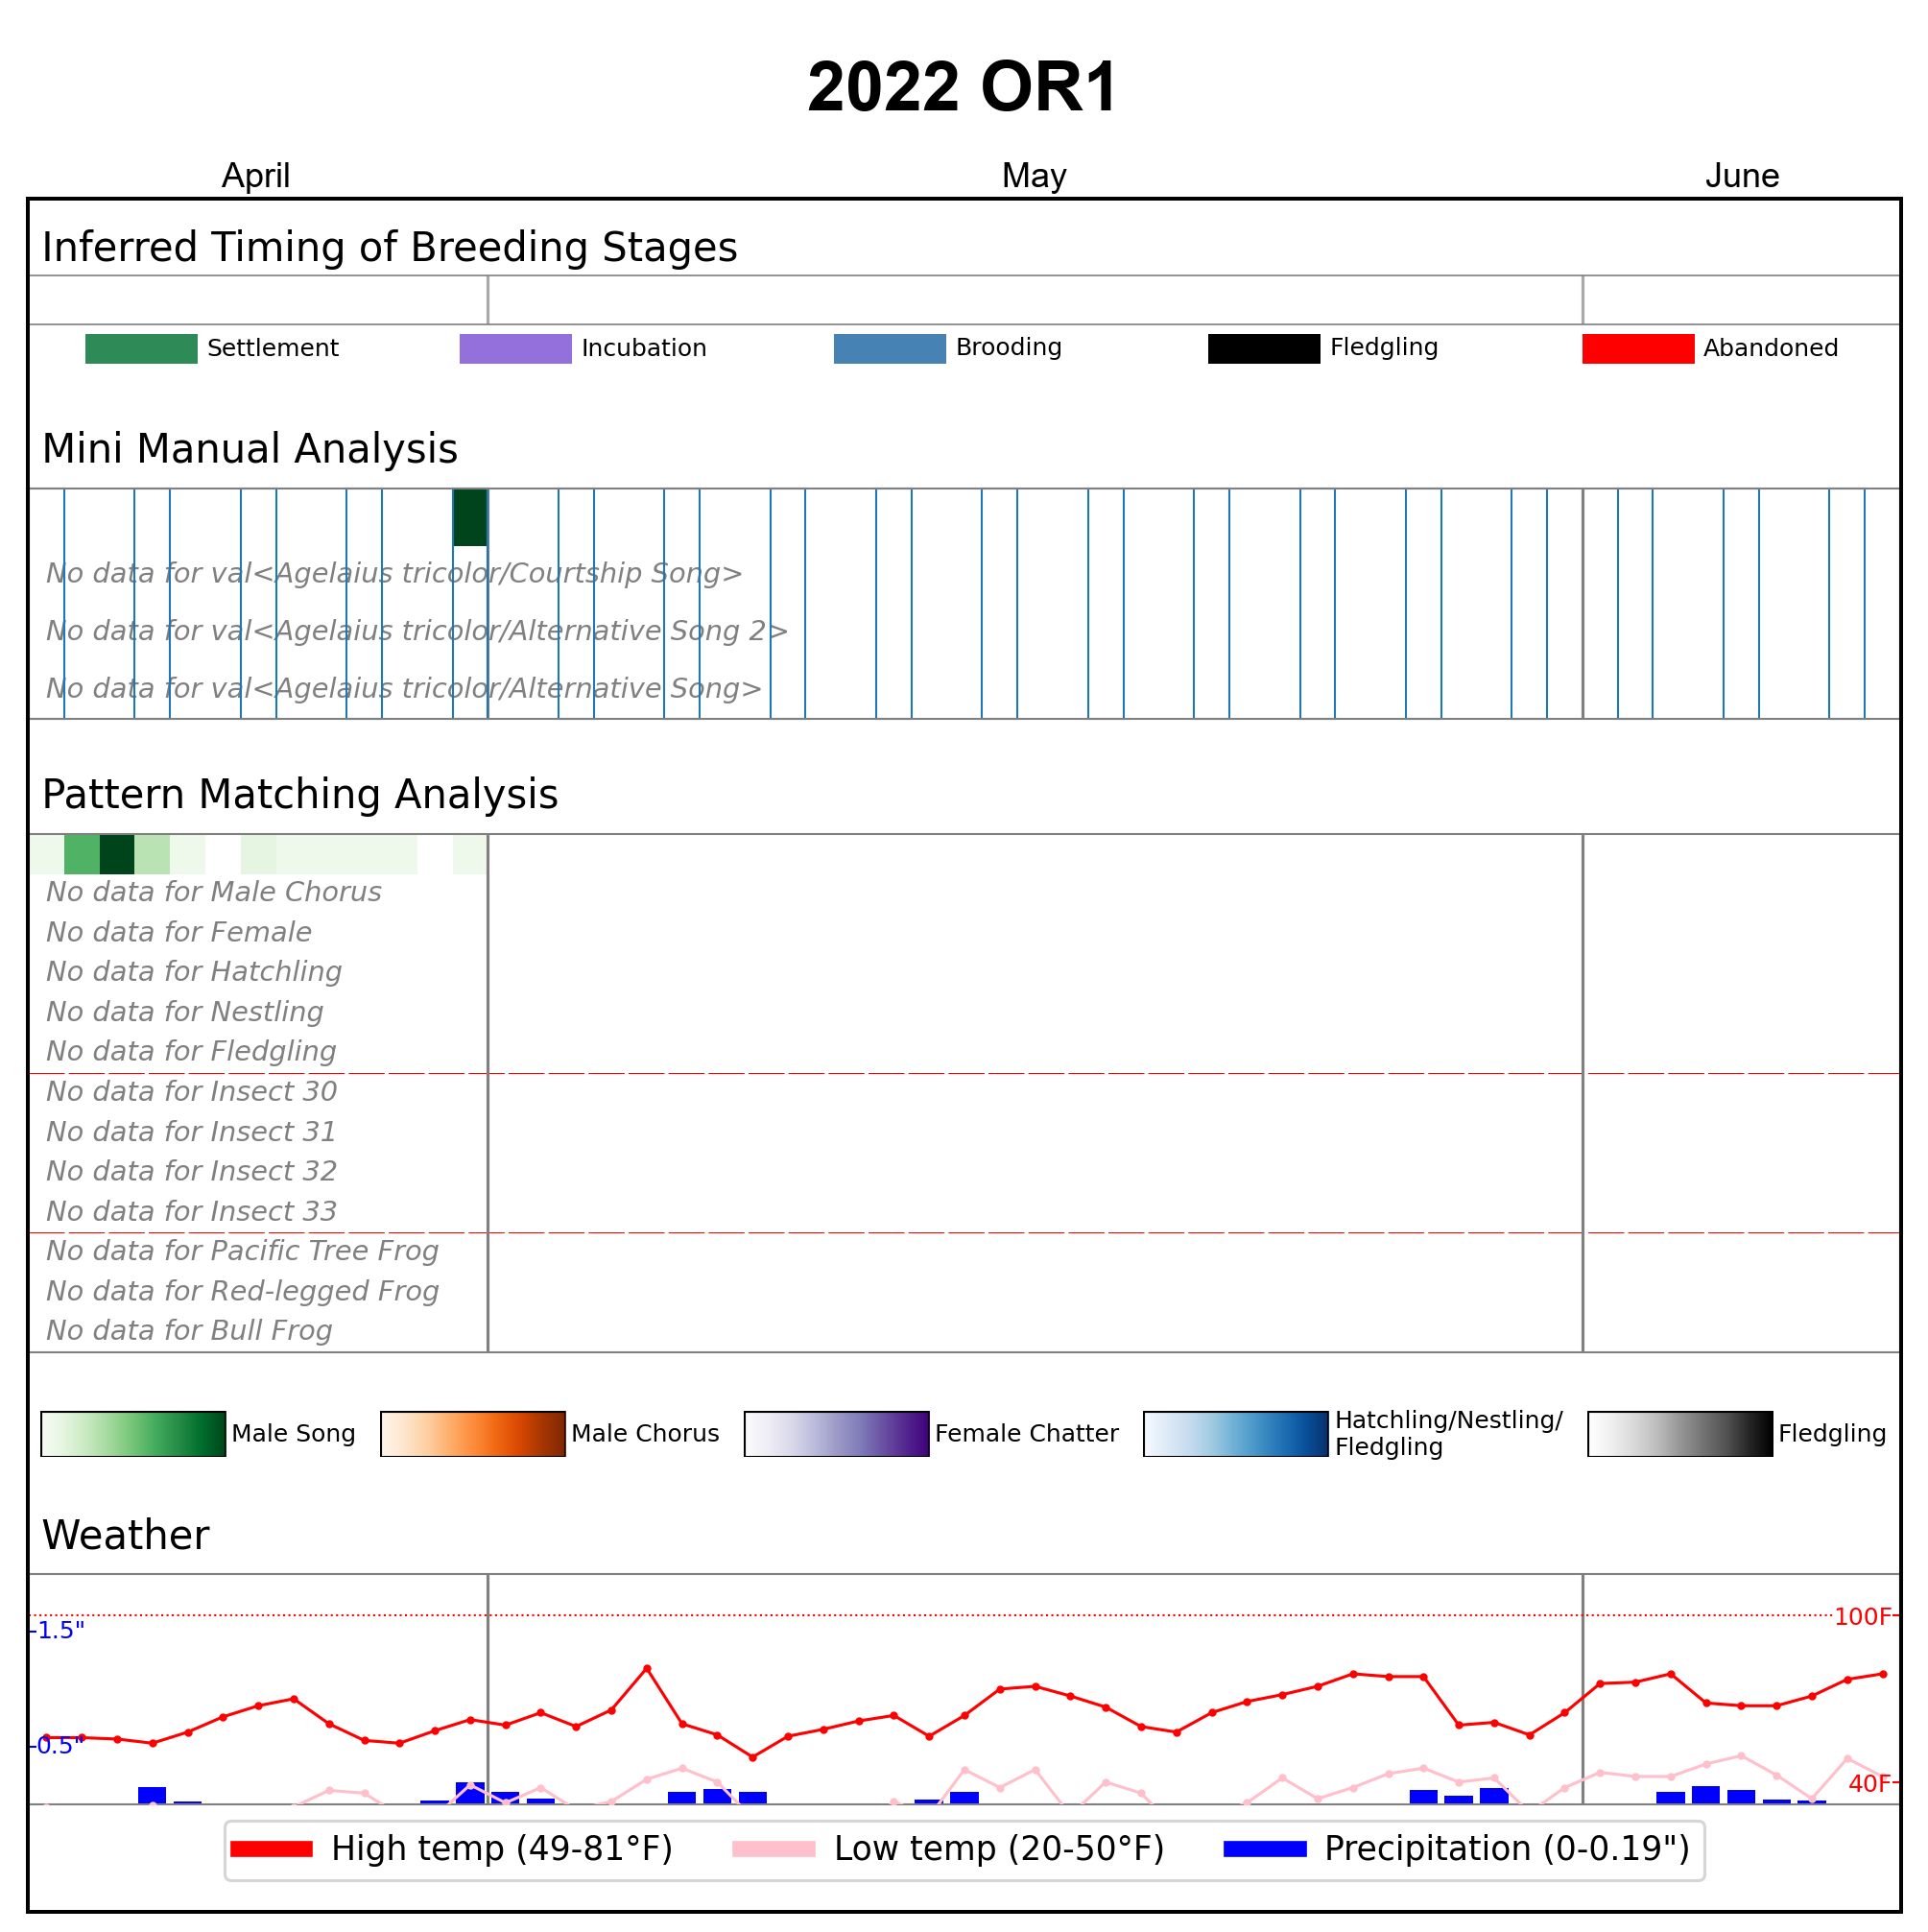 2022 OR1
April May June
Inferred Timing of Breeding Stages
Settlement Incubation Brooding Fledgling Abandoned
Mini Manual Analysis
No data for val<Agelaius tricolor/Courtship Song>
No data for val<Agelaius tricolor/Alternative Song 2>
No data for val<Agelaius tricolor/Alternative Song>
Pattern Matching Analysis
No data for Male Chorus
No data for Female
No data for Hatchling
No data for Nestling
No data for Fledgling
No data for Insect 30
No data for Insect 31
No data for Insect 32
No data for Insect 33
No data for Pacific Tree Frog
No data for Red-legged Frog
No data for Bull Frog
Male Song Male Chorus Female Chatter Hatchling/Nestling/
Fledgling Fledgling
Weather
100F
1.5"
0.5"
40F
High temp (49-81°F) Low temp (20-50°F) Precipitation (0-0.19")